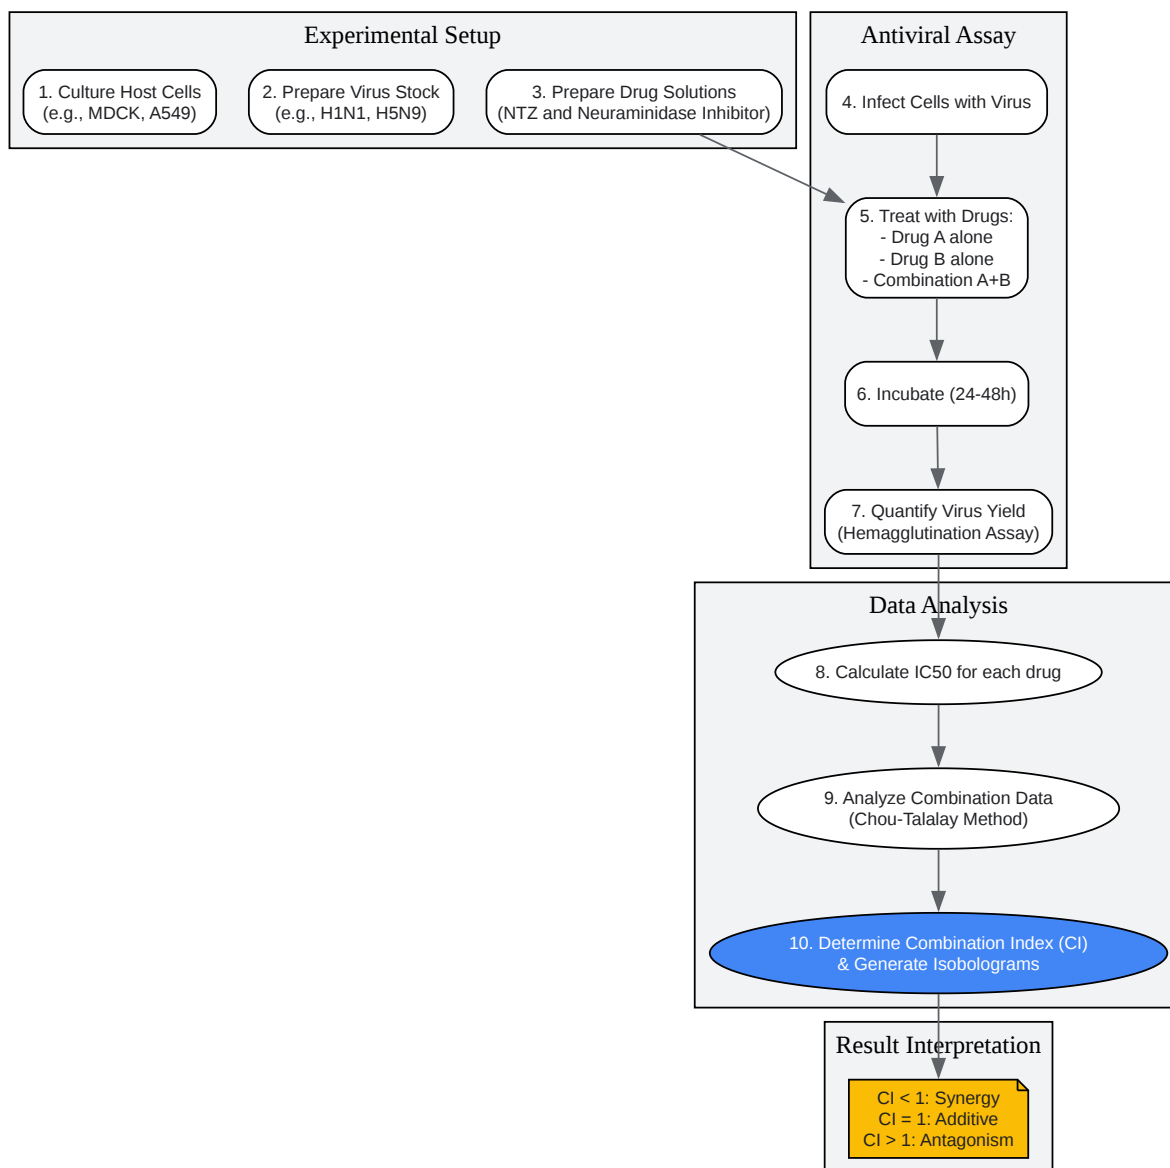 Experimental Setup
1. Culture Host Cells
(e.g., MDCK, A549)
2. Prepare Virus Stock
(e.g., H1N1, H5N9)
3. Prepare Drug Solutions
(NTZ and Neuraminidase Inhibitor)
Antiviral Assay
4. Infect Cells with Virus
5. Treat with Drugs:
- Drug A alone
- Drug B alone
- Combination A+B
6. Incubate (24-48h)
7. Quantify Virus Yield
(Hemagglutination Assay)
Data Analysis
8. Calculate IC50 for each drug
9. Analyze Combination Data
(Chou-Talalay Method)
10. Determine Combination Index (CI)
& Generate Isobolograms
Result Interpretation
CI < 1: Synergy
CI = 1: Additive
CI > 1: Antagonism